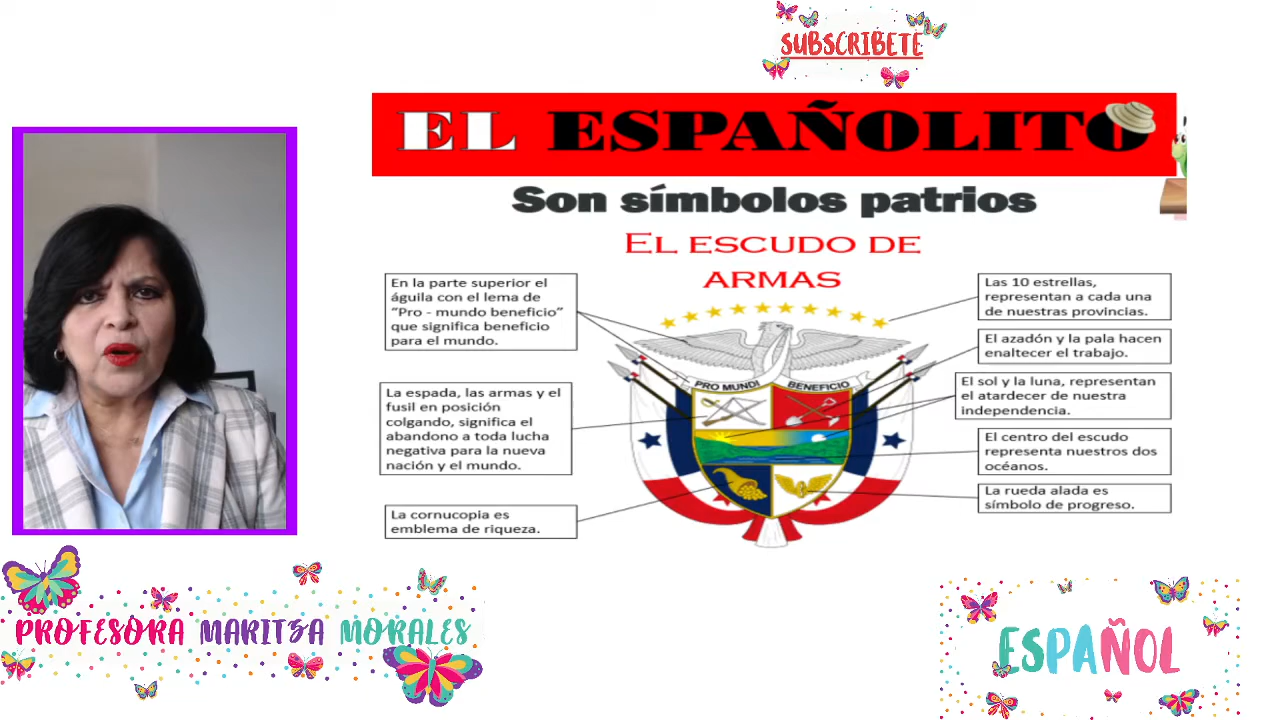 SUBSCRIBETE
EL ESPAÑOLITO
Son símbolos patrios
EL ESCUDO DE
ARMAS
En la parte superior el
águila con el lema de
“Pro - mundo beneficio”
que significa beneficio
para el mundo.
La espada, las armas y el
fusil en posición
colgando, significa el
abandono a toda lucha
negativa para la nueva
nación y el mundo.
La cornucopia es
emblema de riqueza.
PRO MUNDI BENEFICIO
Las 10 estrellas,
representan a cada una
de nuestras provincias.
El azadón y la pala hacen
enaltecer el trabajo.
El sol y la luna, representan
el atardecer de nuestra
independencia.
El centro del escudo
representa nuestros dos
océanos.
La rueda alada es
símbolo de progreso.
PROFESORA MARITZA MORALES
ESPAÑOL